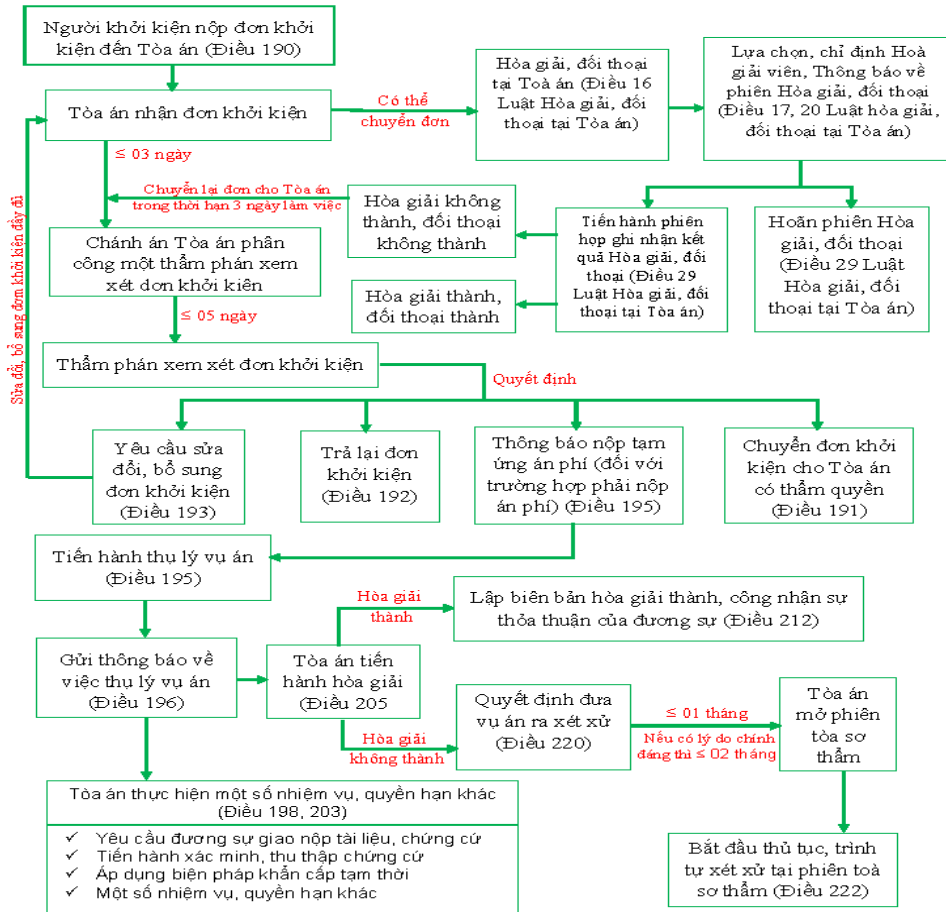 Người khởi kiện nộp đơn khởi
kiện đến Tòa án (Điều 190)
Tòa án nhận đơn khởi kiện
Có thể
chuyển đơn
Hòa giải, đối thoại
tại Toà án (Điều 16
Luật Hòa giải, đối
thoại tại Tòa án)
Lựa chọn, chỉ định Hoà
giải viên, Thông báo về
phiên Hòa giải, đối thoại
(Điều 17, 20 Luật hòa giải,
đối thoại tại Tòa án)
≤ 03 ngày
Chuyển lại đơn cho Tòa án
trong thời hạn 3 ngày làm việc
Hòa giải không
thành, đối thoại
không thành
Tiến hành phiên
họp ghi nhận kết
quả Hòa giải, đối
thoại (Điều 29
Luật Hòa giải, đối
thoại tại Tòa án)
Hoãn phiên Hòa
giải, đối thoại
(Điều 29 Luật
Hòa giải, đối
thoại tại Tòa án)
Hòa giải thành,
đối thoại thành
Chánh án Tòa án phân
công một thẩm phán xem
xét đơn khởi kiên
≤ 05 ngày
Thẩm phán xem xét đơn khởi kiện
Quyết định
Sửa đổi, bổ sung đơn khởi kiện đầy đủ
Yêu cầu sửa
đổi, bổ sung
đơn khởi kiện
(Điều 193)
Trả lại đơn
khởi kiện
(Điều 192)
Thông báo nộp tạm
ứng án phí (đối với
trường hợp phải nộp
án phí) (Điều 195)
Chuyển đơn khởi
kiện cho Tòa án
có thẩm quyền
(Điều 191)
Tiến hành thụ lý vụ án
(Điều 195)
Gửi thông báo về
việc thụ lý vụ án
(Điều 196)
Tòa án tiến
hành hòa giải
(Điều 205
Hòa giải
thành
Lập biên bản hòa giải thành, công nhận sự
thỏa thuận của đương sự (Điều 212)
Hòa giải
không thành
Quyết định đưa
vụ án ra xét xử
(Điều 220)
≤ 01 tháng
Nếu có lý do chính
đáng thì ≤ 02 tháng
Tòa án
mở phiên
tòa sơ
thẩm
Bắt đầu thủ tục, trình
tự xét xử tại phiên toà
sơ thẩm (Điều 222)
Tòa án thực hiện một số nhiệm vụ, quyền hạn khác
(Điều 198, 203)
✓ Yêu cầu đương sự giao nộp tài liệu, chứng cứ
✓ Tiến hành xác minh, thu thập chứng cứ
✓ Áp dụng biện pháp khẩn cấp tạm thời
✓ Một số nhiệm vụ, quyền hạn khác